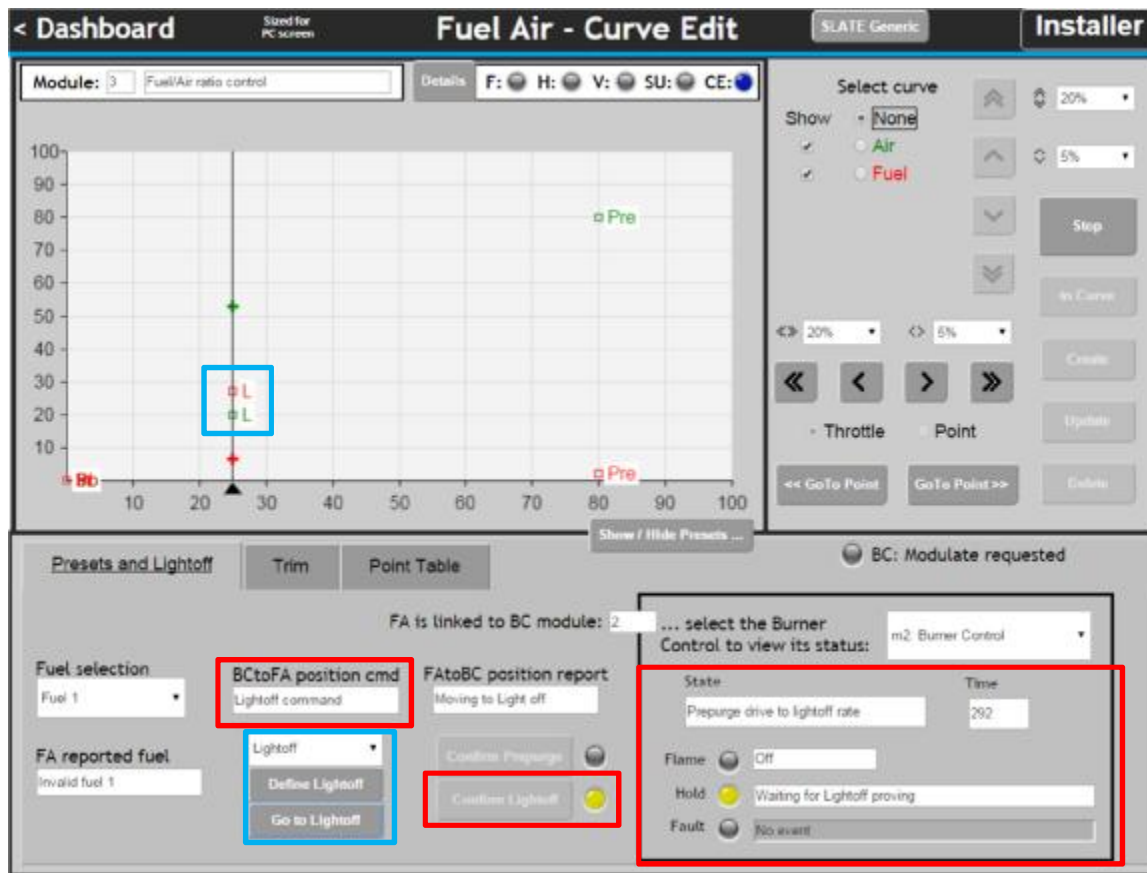 < Dashboard
Sized for
PC screen
Fuel Air - Curve Edit
SLATE Generic
Installer
Module: 3 Fuel/Air ratio control
Details
F: H: V: SU: CE:
100
90
80
70
60
50
40
30
20
10
10 20 30 40 50 60 70 80 90 100
Pre
L
L
Pre
Select curve
Show
None
Air
Fuel
20%
5%
Stop
In Curve
Create
Update
Delete
20%
5%
Throttle Point
<< GoTo Point
GoTo Point>>
Show / Hide Presets ...
Presets and Lightoff
Trim
Point Table
BC: Modulate requested
FA is linked to BC module: 2
... select the Burner
Control to view its status:
m2: Burner Control
Fuel selection
Fuel 1
BCtoFA position cmd
Lightoff command
FAtoBC position report
Moving to Light off
FA reported fuel
Invalid fuel 1
Lightoff
Define Lightoff
Go to Lightoff
Confirm Prepurge
Confirm Lightoff
State
Time
Prepurge drive to lightoff rate
292
Flame
Off
Hold
Waiting for Lightoff proving
Fault
No event